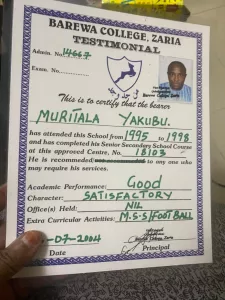 BAREWA COLLEGE, ZARIA
TESTIMONIAL
Admin. No. 14667
Exam. No.
This is to certify that the bearer
MURITALA YAKUBU.
has attended this School from 1995 to 1998
and has completed his Senior Secondary School Course
at this approved Centre, No. 18103
He is recommended to any one who
may require his services.
Academic Performance: Good
Character: SATISFACTORY
Office(s) Held: NIL
Extra Curricular Activities: M.S.S/FOOTBALL
-07-2004
Date
Principal